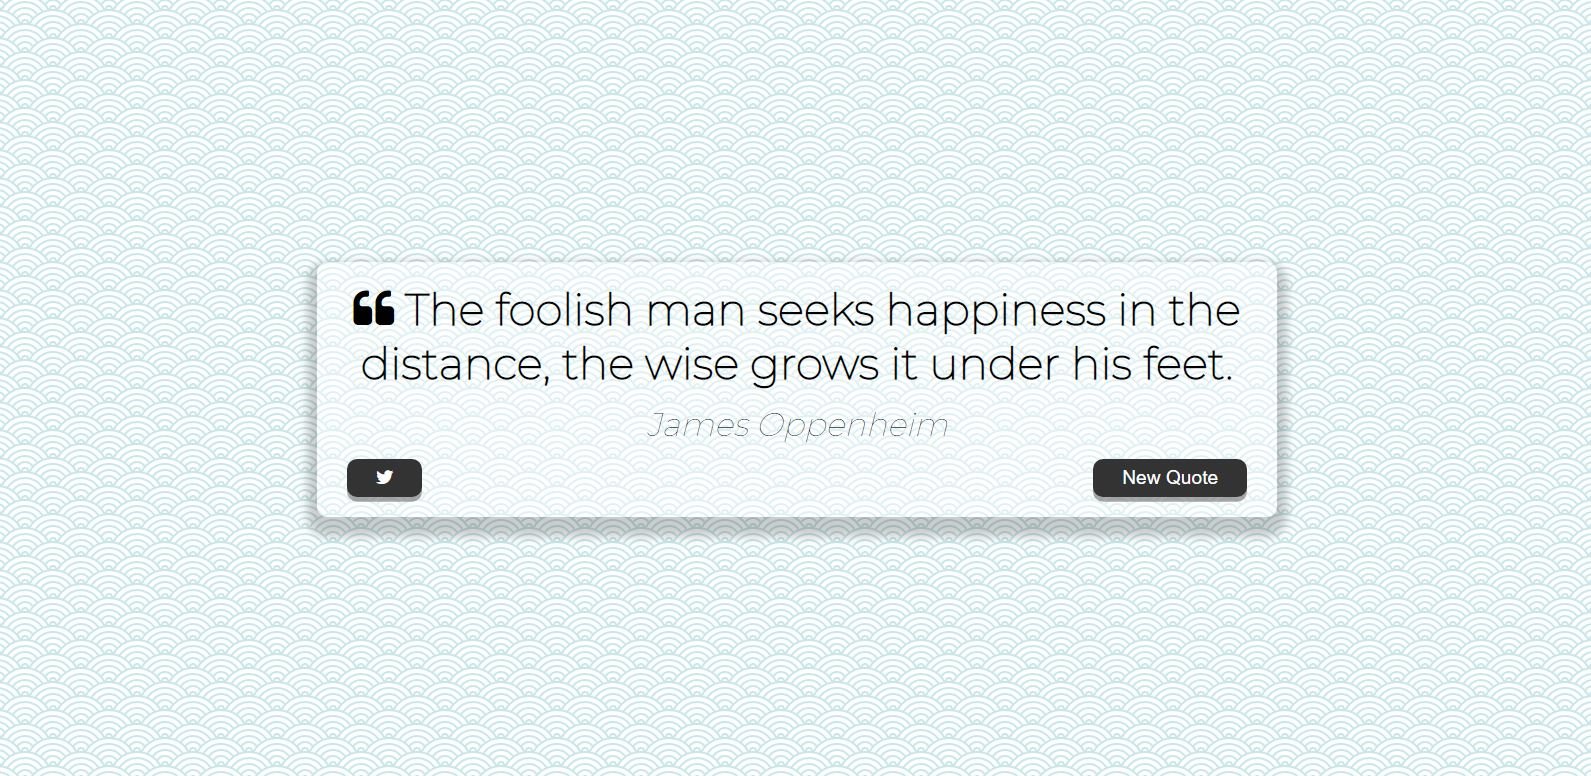 The foolish man seeks happiness in the
distance, the wise grows it under his feet.
James Oppenheim
New Quote